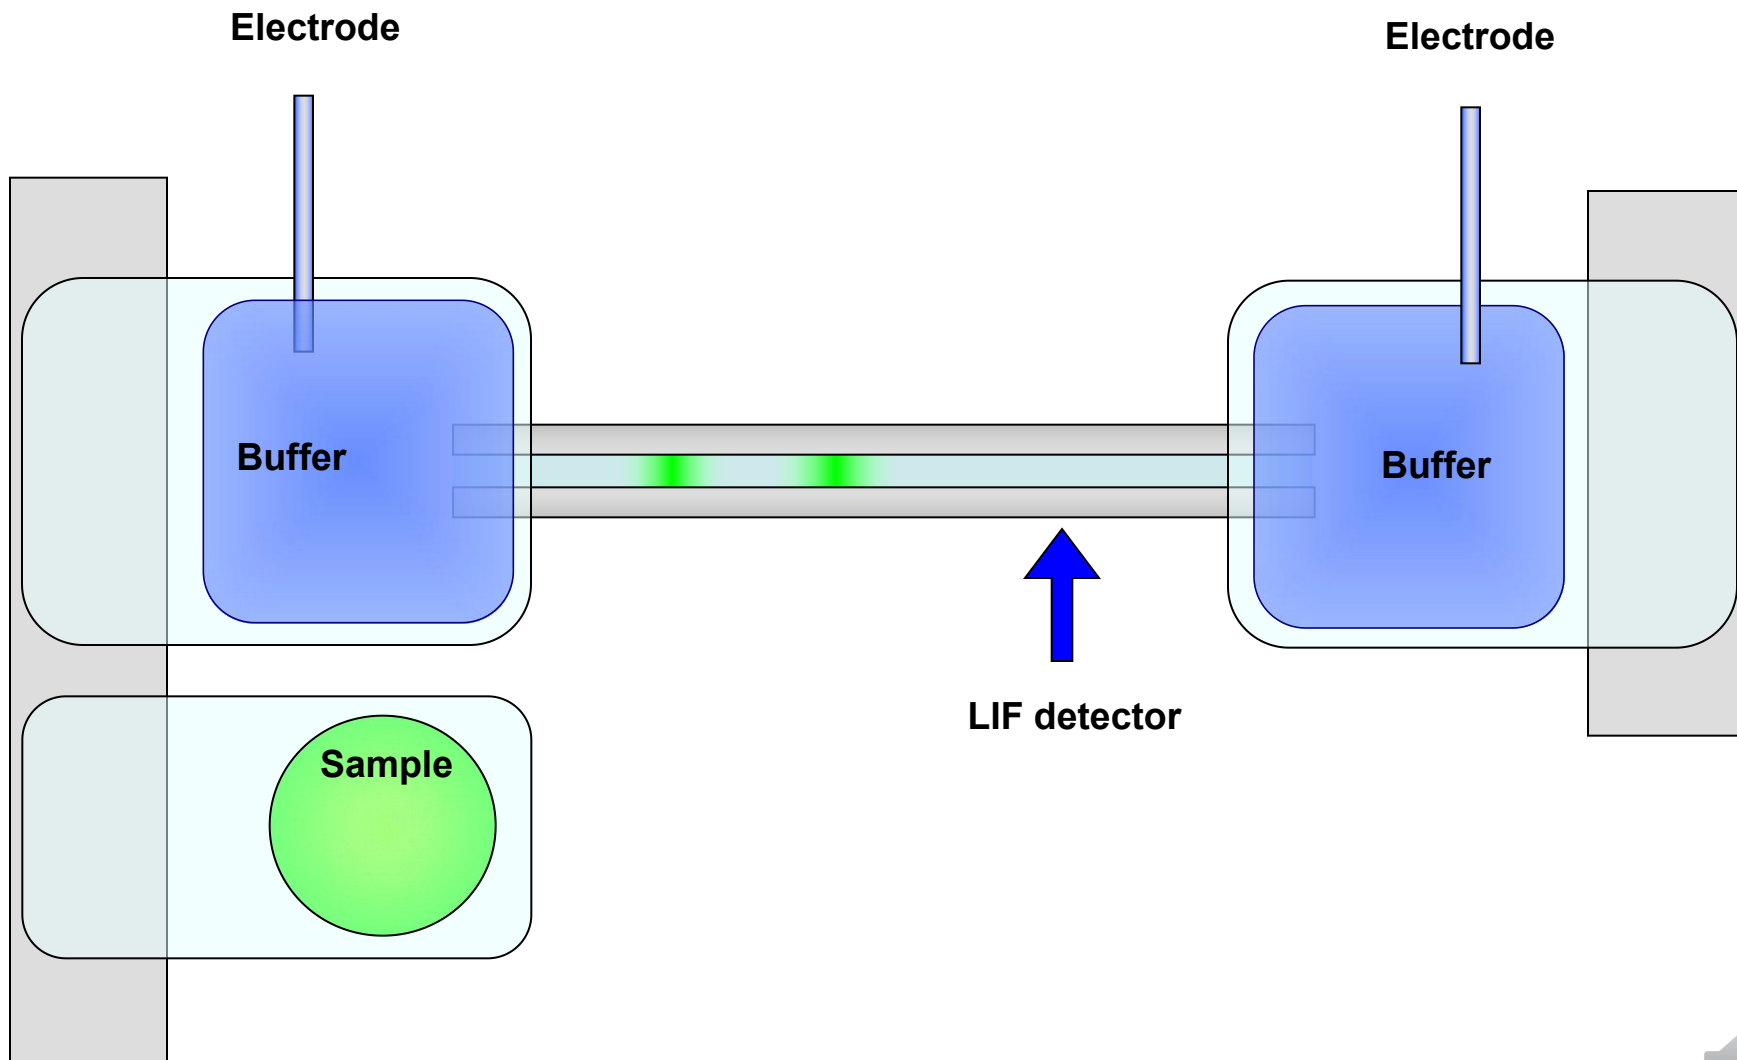 Electrode
Electrode
Buffer
Buffer
LIF detector
Sample